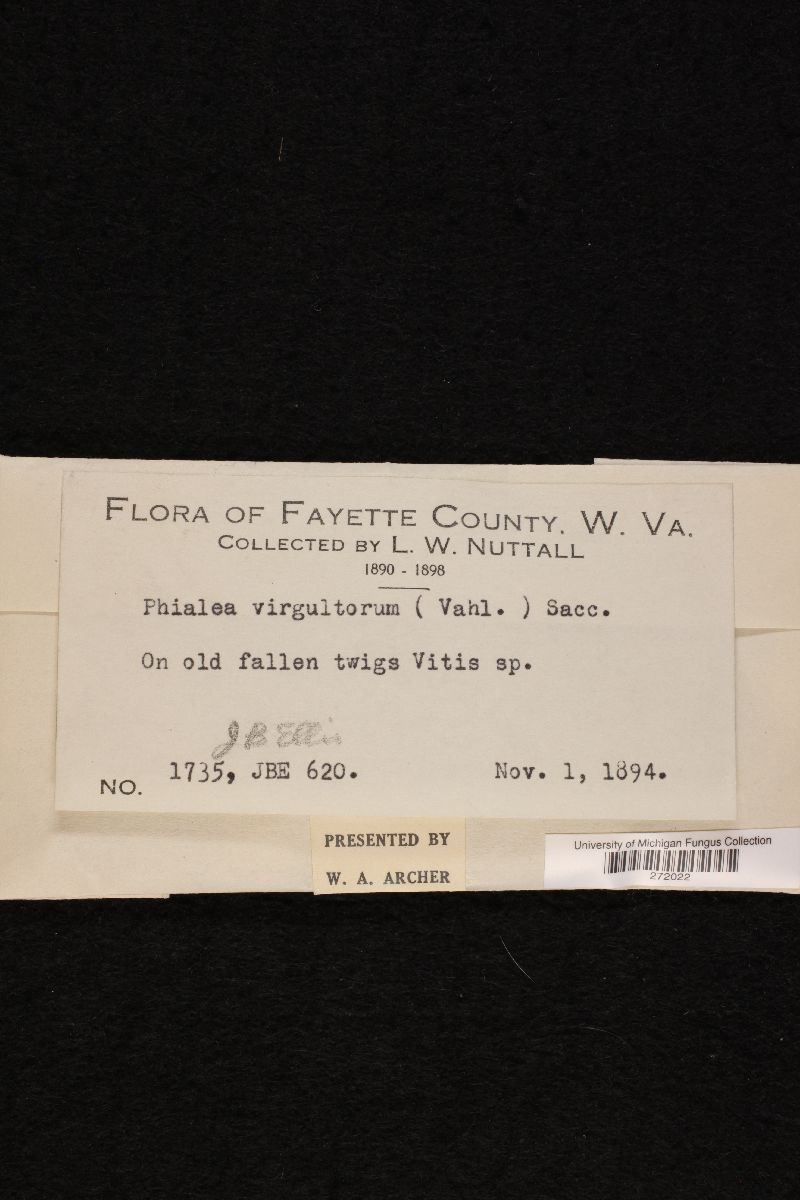 FLORA OF FAYETTE COUNTY, W. VA.
COLLECTED BY L. W. NUTTALL
1890 - 1898
Phialea virgultorum ( Vahl. ) Sacc.
On old fallen twigs Vitis sp.
J B Ellis
NO. 1735, JBE 620. Nov. 1, 1894.
PRESENTED BY
W. A. ARCHER
University of Michigan Fungus Collection
272022